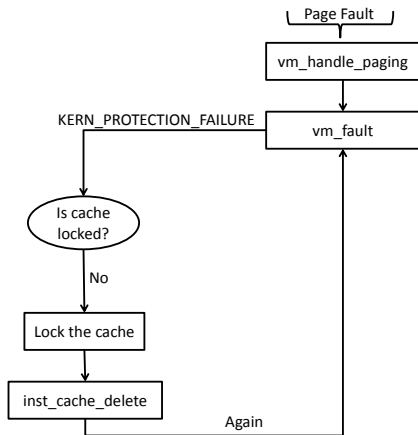 Page Fault
vm_handle_paging
KERN_PROTECTION_FAILURE
vm_fault
Is cache
locked?
No
Lock the cache
inst_cache_delete
Again